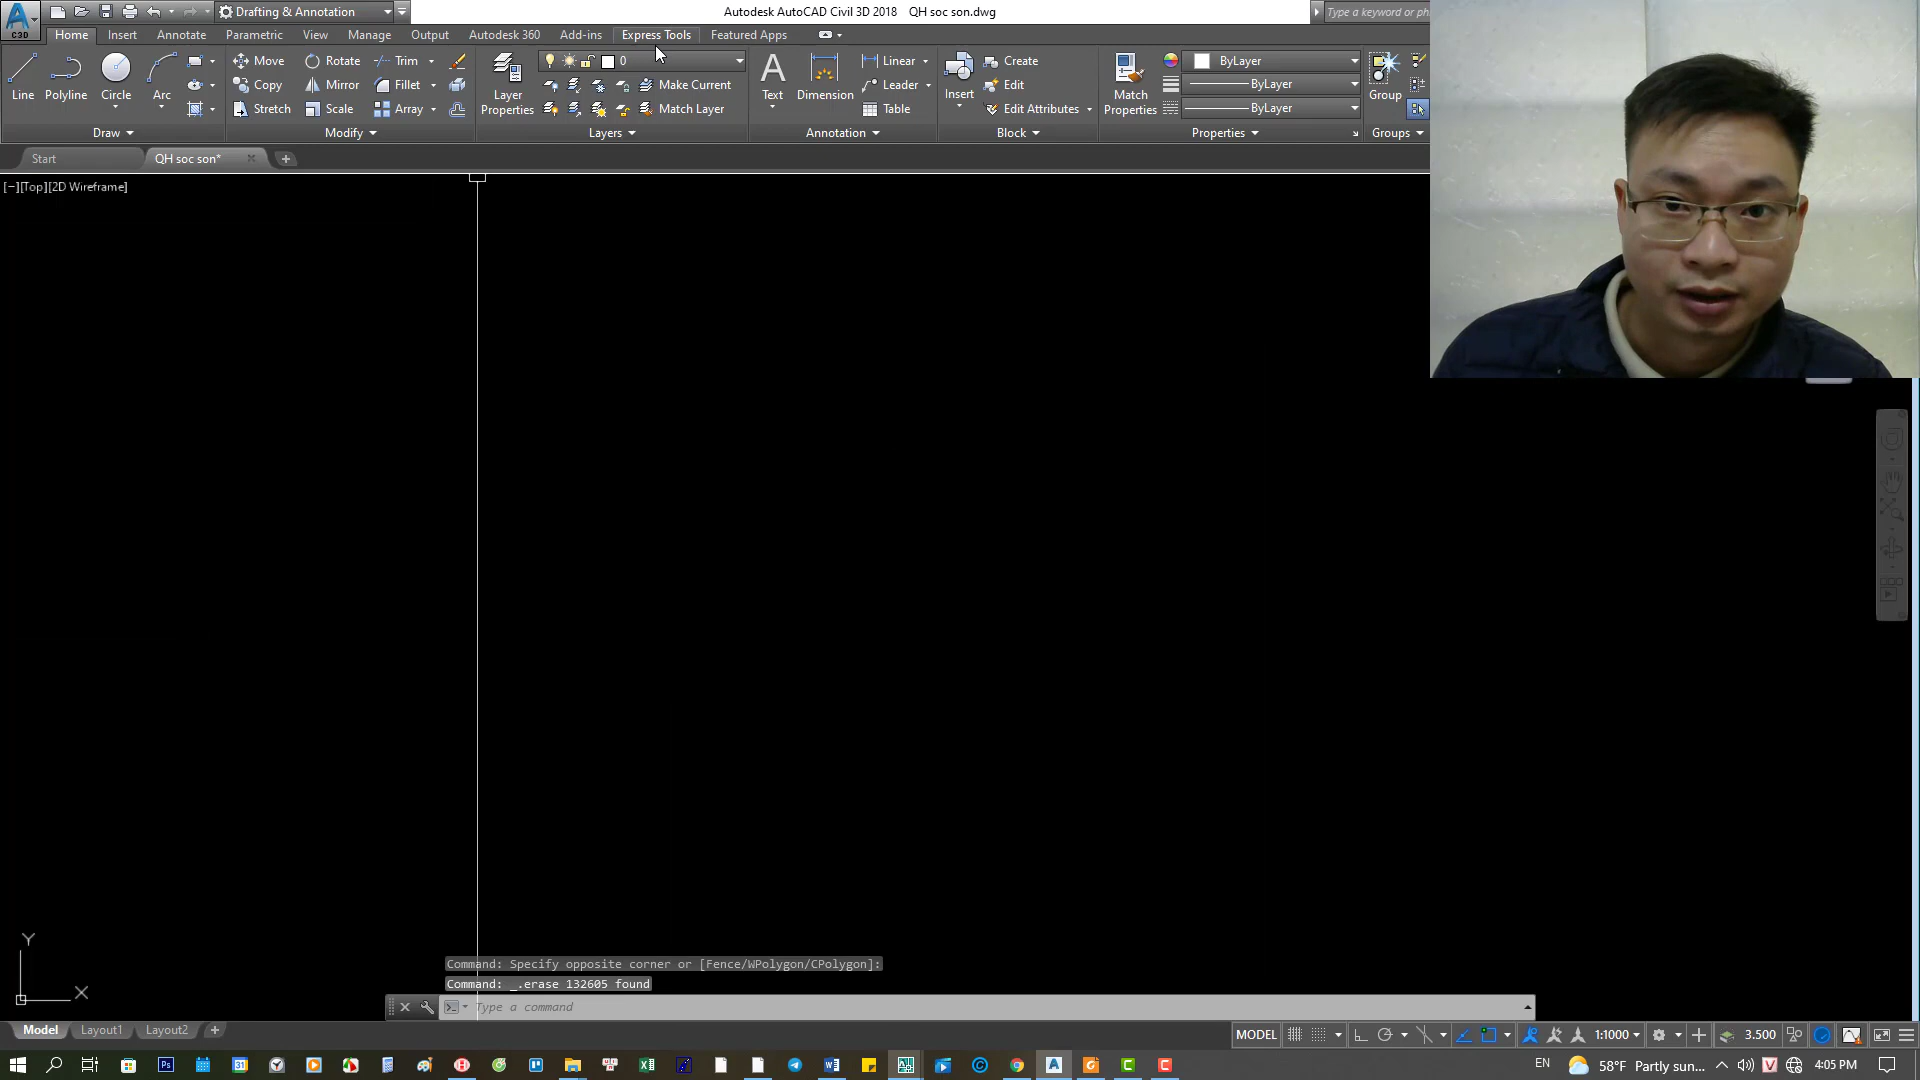 Drafting & Annotation
Autodesk AutoCAD Civil 3D 2018 QH soc son.dwg
Type a keyword or ph
C3D
Home Insert Annotate Parametric View Manage Output Autodesk 360 Add-ins Express Tools Featured Apps
Line Polyline Circle Arc
Move Rotate Trim
Copy Mirror Fillet
Stretch Scale Array
Layer Properties
0
Make Current
Match Layer
Text Dimension
Linear
Leader
Table
Insert
Create
Edit
Edit Attributes
Match Properties
ByLayer
ByLayer
ByLayer
Group
Draw Modify Layers Annotation Block Properties Groups
Start QH soc son*
[−][Top][2D Wireframe]
Y
X
Command: Specify opposite corner or [Fence/WPolygon/CPolygon]:
Command: _.erase 132605 found
Type a command
Model Layout1 Layout2
MODEL 1:1000 3.500
EN 58°F Partly sun... 4:05 PM